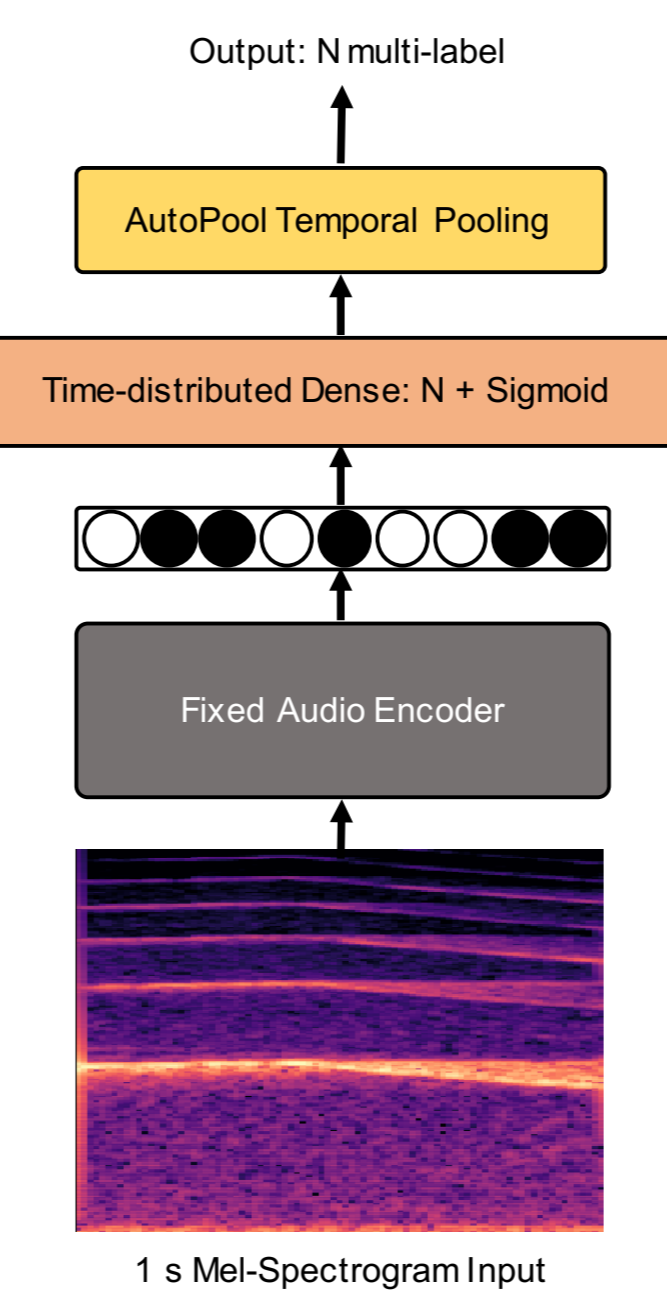 Output: N multi-label
AutoPool Temporal Pooling
Time-distributed Dense: N + Sigmoid
Fixed Audio Encoder
1 s Mel-Spectrogram Input